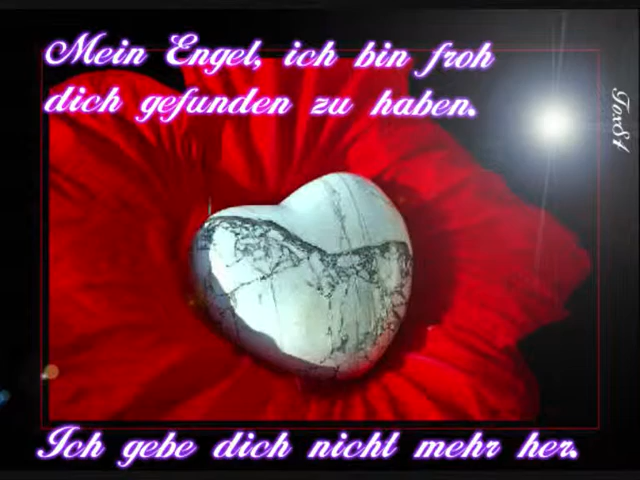 Mein Engel, ich bin froh
dich gefunden zu haben.
Tox84
Ich gebe dich nicht mehr her.